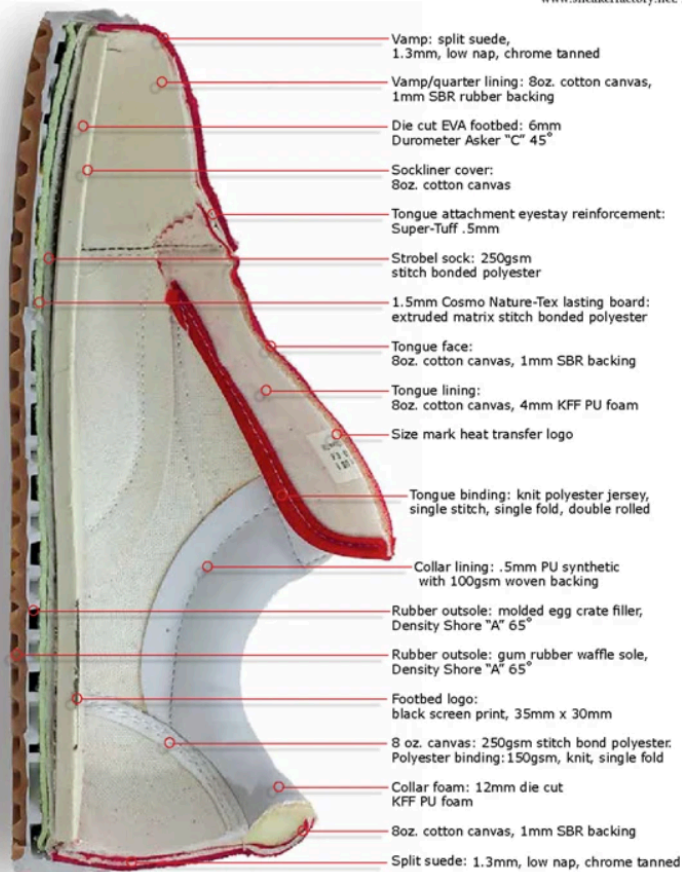 Vamp: split suede,
1.3mm, low nap, chrome tanned
Vamp/quarter lining: 8oz. cotton canvas,
1mm SBR rubber backing
Die cut EVA footbed: 6mm
Durometer Asker "C" 45°
Sockliner cover:
8oz. cotton canvas
Tongue attachment eyestay reinforcement:
Super-Tuff .5mm
Strobel sock: 250gsm
stitch bonded polyester
1.5mm Cosmo Nature-Tex lasting board:
extruded matrix stitch bonded polyester
Tongue face:
8oz. cotton canvas, 1mm SBR backing
Tongue lining:
8oz. cotton canvas, 4mm KFF PU foam
Size mark heat transfer logo
Tongue binding: knit polyester jersey,
single stitch, single fold, double rolled
Collar lining: .5mm PU synthetic
with 100gsm woven backing
Rubber outsole: molded egg crate filler,
Density Shore "A" 65°
Rubber outsole: gum rubber waffle sole,
Density Shore "A" 65°
Footbed logo:
black screen print, 35mm x 30mm
8 oz. canvas: 250gsm stitch bond polyester.
Polyester binding:150gsm, knit, single fold
Collar foam: 12mm die cut
KFF PU foam
8oz. cotton canvas, 1mm SBR backing
Split suede: 1.3mm, low nap, chrome tanned